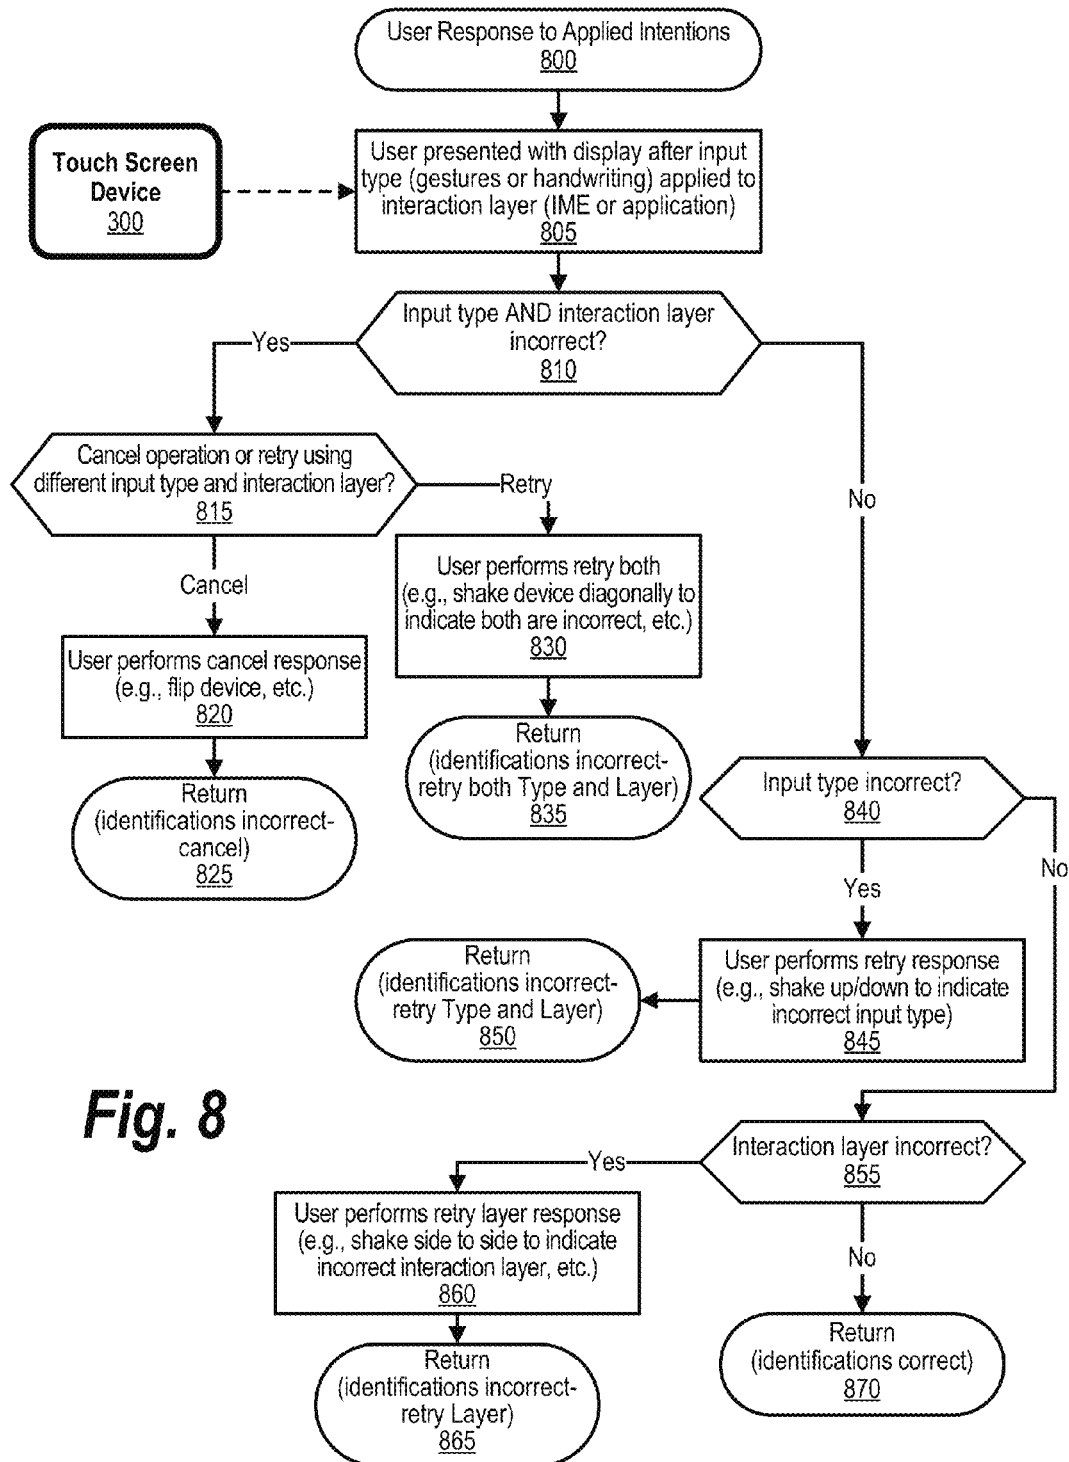 User Response to Applied Intentions
800
Touch Screen
Device
300
User presented with display after input
type (gestures or handwriting) applied to
interaction layer (IME or application)
805
Input type AND interaction layer
incorrect?
810
Yes
No
Cancel operation or retry using
different input type and interaction layer?
815
Retry
Cancel
User performs retry both
(e.g., shake device diagonally to
indicate both are incorrect, etc.)
830
User performs cancel response
(e.g., flip device, etc.)
820
Return
(identifications incorrect-
retry both Type and Layer)
835
Return
(identifications incorrect-
cancel)
825
Input type incorrect?
840
No
Yes
User performs retry response
(e.g., shake up/down to indicate
incorrect input type)
845
Return
(identifications incorrect-
retry Type and Layer)
850
Fig. 8
Interaction layer incorrect?
855
Yes
No
User performs retry layer response
(e.g., shake side to side to indicate
incorrect interaction layer, etc.)
860
Return
(identifications incorrect-
retry Layer)
865
Return
(identifications correct)
870